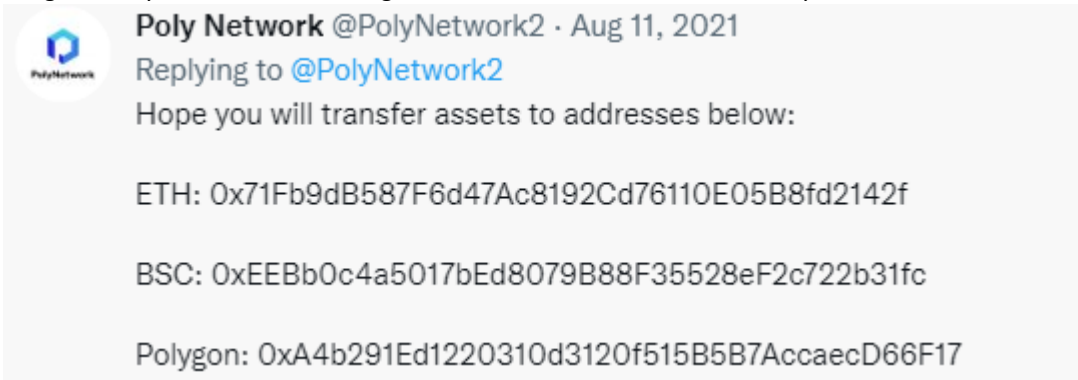 Poly Network @PolyNetwork2 · Aug 11, 2021
Replying to @PolyNetwork2
Hope you will transfer assets to addresses below:
ETH: 0x71Fb9dB587F6d47Ac8192Cd76110E05B8fd2142f
BSC: 0xEEBb0c4a5017bEd8079B88F35528eF2c722b31fc
Polygon: 0xA4b291Ed1220310d3120f515B5B7AccaecD66F17
PolyNetwork